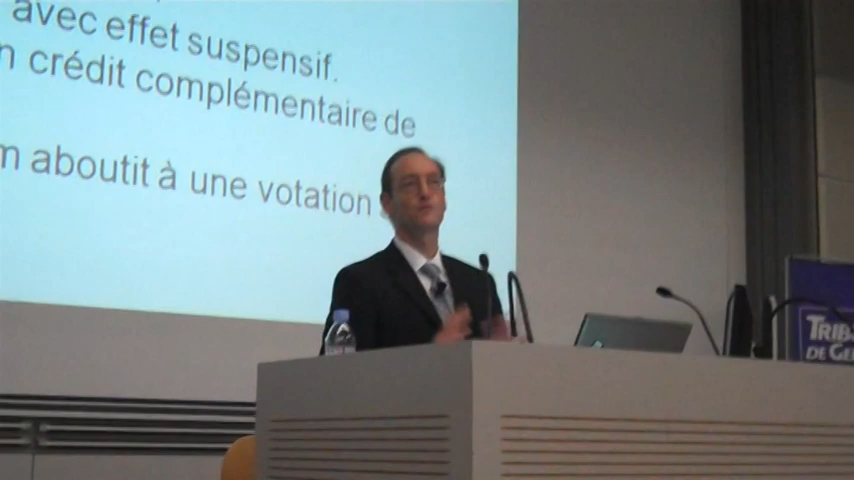 avec effet suspensif.
n crédit complémentaire de
m aboutit à une votation
TRIB
DE GE